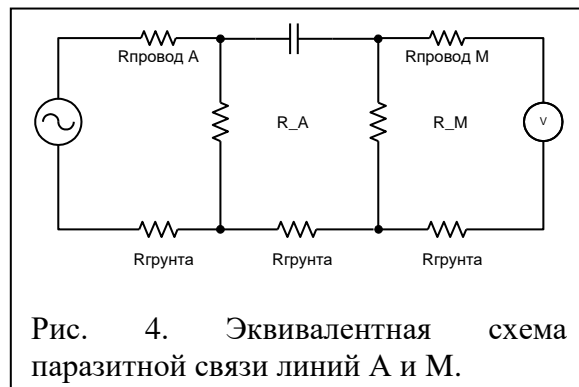 Rпровод А
Rпровод М
R_A
R_M
V
Rгрунта
Rгрунта
Rгрунта
Рис. 4. Эквивалентная схема
паразитной связи линий А и М.